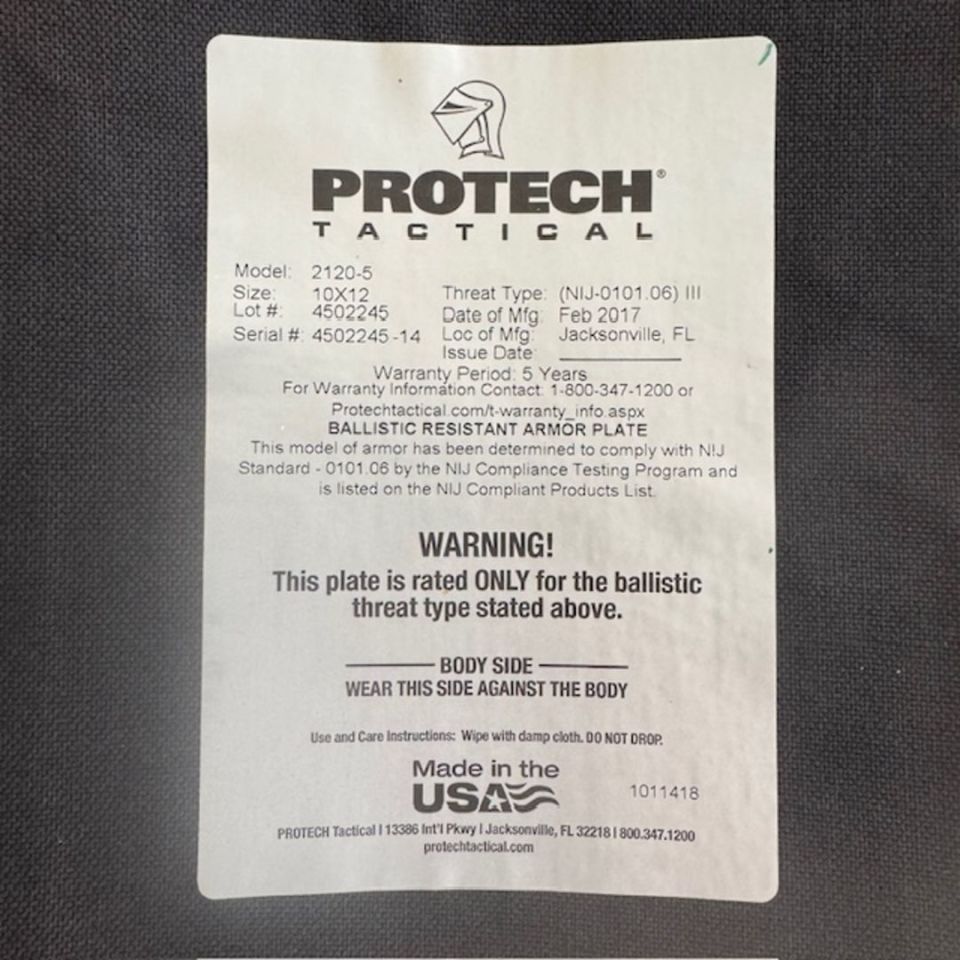 PROTECH®
TACTICAL
Model: 2120-5
Size: 10X12 Threat Type: (NIJ-0101.06) III
Lot #: 4502245 Date of Mfg: Feb 2017
Serial #: 4502245-14 Loc of Mfg: Jacksonville, FL
Issue Date:
Warranty Period: 5 Years
For Warranty Information Contact: 1-800-347-1200 or
Protechtactical.com/t-warranty_info.aspx
BALLISTIC RESISTANT ARMOR PLATE
This model of armor has been determined to comply with NIJ
Standard - 0101.06 by the NIJ Compliance Testing Program and
is listed on the NIJ Compliant Products List.
WARNING!
This plate is rated ONLY for the ballistic
threat type stated above.
BODY SIDE
WEAR THIS SIDE AGAINST THE BODY
Use and Care Instructions: Wipe with damp cloth. DO NOT DROP.
Made in the
USA
1011418
PROTECH Tactical | 13386 Int'l Pkwy | Jacksonville, FL 32218 | 800.347.1200
protechtactical.com